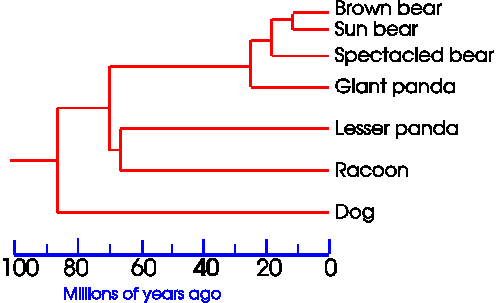 Brown bear
Sun bear
Spectacled bear
Giant panda
Lesser panda
Racoon
Dog
100 80 60 40 20 0
Millions of years ago